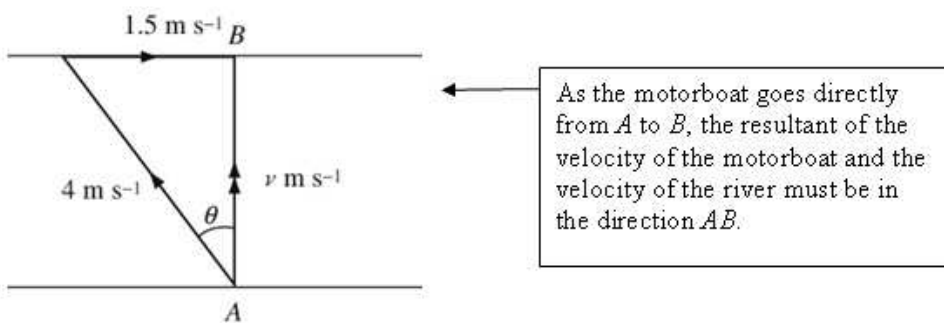 1.5 m s⁻¹ B
As the motorboat goes directly
from A to B, the resultant of the
velocity of the motorboat and the
velocity of the river must be in
the direction AB.
4 m s⁻¹
ν m s⁻¹
θ
A